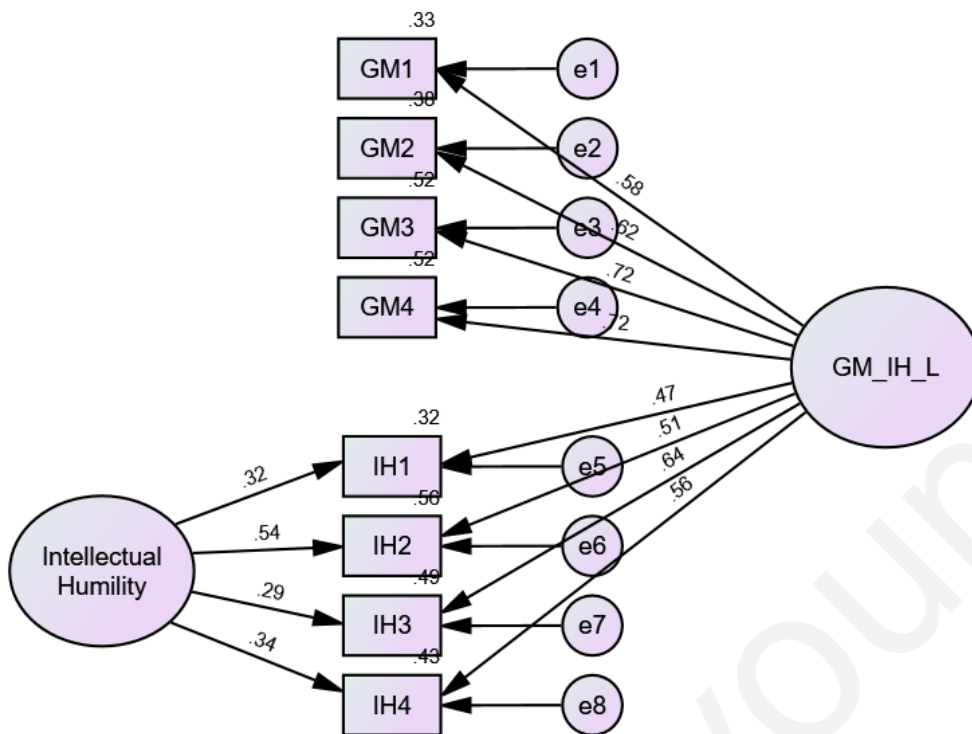 .33
GM1
e1
.38
GM2
e2
.58
.52
GM3
e3
.62
.52
.72
GM4
e4
.72
GM_IH_L
.47
.32
.51
IH1
e5
.32
.64
.56
.56
IH2
e6
.54
Intellectual
Humility
.49
.29
IH3
e7
.34
.43
IH4
e8